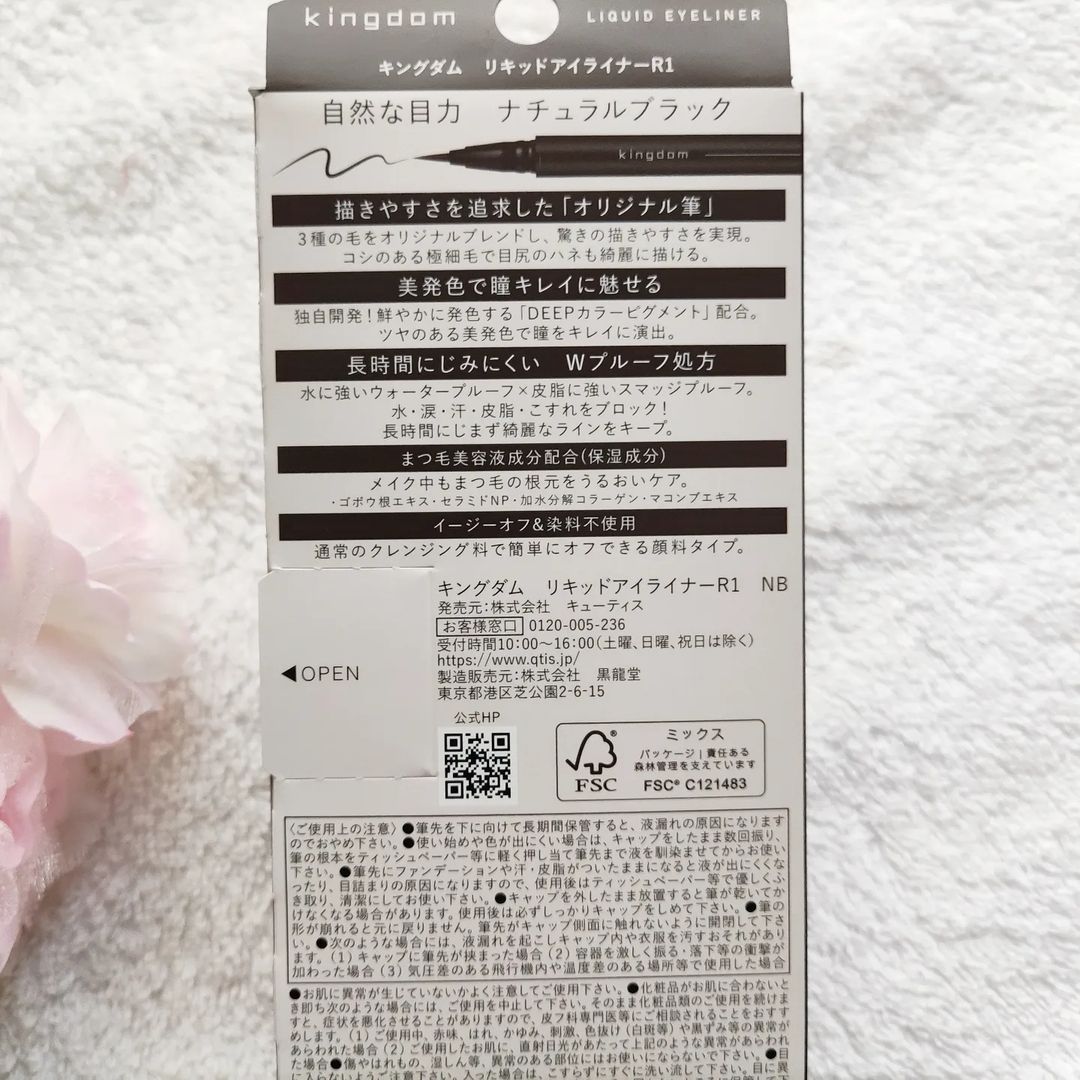 kingdom LIQUID EYELINER
キングダム　リキッドアイライナーR1
自然な目力　ナチュラルブラック
kingdom
描きやすさを追求した「オリジナル筆」
3種の毛をオリジナルブレンドし、驚きの描きやすさを実現。
コシのある極細毛で目尻のハネも綺麗に描ける。
美発色で瞳キレイに魅せる
独自開発!鮮やかに発色する「DEEPカラーピグメント」配合。
ツヤのある美発色で瞳をキレイに演出。
長時間にじみにくい　Wプルーフ処方
水に強いウォータープルーフ×皮脂に強いスマッジプルーフ。
水・涙・汗・皮脂・こすれをブロック!
長時間にじまず綺麗なラインをキープ。
まつ毛美容液成分配合(保湿成分)
メイク中もまつ毛の根元をうるおいケア。
・ゴボウ根エキス・セラミドNP・加水分解コラーゲン・マコンブエキス
イージーオフ&染料不使用
通常のクレンジング料で簡単にオフできる顔料タイプ。
キングダム　リキッドアイライナーR1　NB
発売元:株式会社　キューティス
お客様窓口 0120-005-236
受付時間10:00〜16:00(土曜、日曜、祝日は除く)
https://www.qtis.jp/
製造販売元:株式会社　黒龍堂
東京都港区芝公園2-6-15
◀OPEN
公式HP
ミックス
パッケージ|責任ある
森林管理を支えています
FSC® C121483
FSC
〈ご使用上の注意〉●筆先を下に向けて長期間保管すると、液漏れの原因になります
のでおやめ下さい。●使い始めや色が出にくい場合は、キャップをしたまま数回振り、
筆の根本をティッシュペーパー等に軽く押し当て筆先まで液を馴染ませてからお使い
下さい。●筆先にファンデーションや汗・皮脂がついたままになると液が出にくくな
ったり、目詰まりの原因になりますので、使用後はティッシュペーパー等で優しくふ
き取り、清潔にしてお使い下さい。●キャップを外したまま放置すると筆が乾いてか
けなくなる場合があります。使用後は必ずしっかりキャップをしめて下さい。●筆の
形が崩れると元に戻りません。筆先がキャップ側面に触れないように開閉して下さ
い。●次のような場合には、液漏れを起こしキャップ内や衣服を汚すおそれがあり
ます。(1)キャップに筆先が挟まった場合(2)容器を激しく振る・落下等の衝撃が
加わった場合(3)気圧差のある飛行機内や温度差のある場所等で使用した場合
●お肌に異常が生じていないかよく注意してご使用下さい。●化粧品がお肌に合わないと
き即ち次のような場合には、ご使用を中止して下さい。そのまま化粧品類のご使用を続けま
すと、症状を悪化させることがありますので、皮フ科専門医等にご相談されることをおすす
めします。(1)ご使用中、赤味、はれ、かゆみ、刺激、色抜け(白斑等)や黒ずみ等の異常が
あらわれた場合(2)ご使用したお肌に、直射日光があたって上記のような異常があらわれ
た場合●傷やはれもの、湿しん等、異常のある部位にはお使いにならないで下さい。●目
に入らないようご注意下さい。入った場合は、こすらずにすぐに洗い流して下さい。目に異